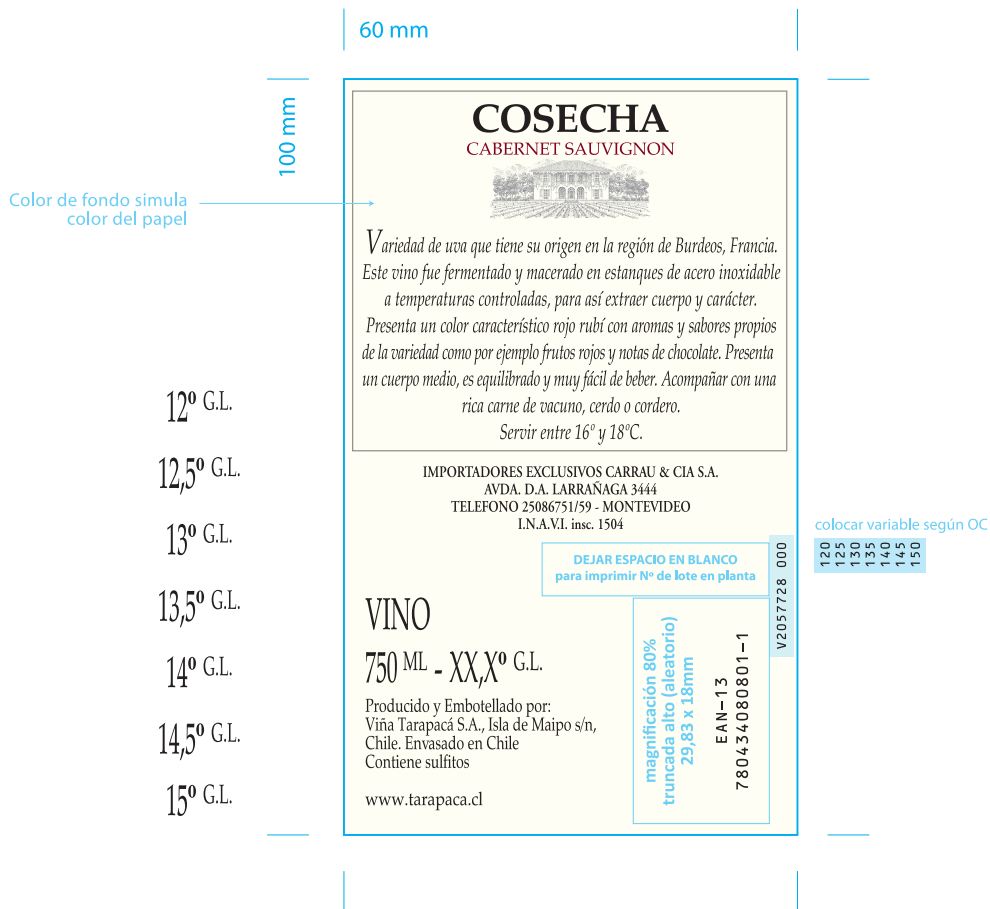 60 mm
100 mm
Color de fondo simula
color del papel
COSECHA
CABERNET SAUVIGNON
Variedad de uva que tiene su origen en la región de Burdeos, Francia.
Este vino fue fermentado y macerado en estanques de acero inoxidable
a temperaturas controladas, para así extraer cuerpo y carácter.
Presenta un color característico rojo rubí con aromas y sabores propios
de la variedad como por ejemplo frutos rojos y notas de chocolate. Presenta
un cuerpo medio, es equilibrado y muy fácil de beber. Acompañar con una
rica carne de vacuno, cerdo o cordero.
Servir entre 16º y 18ºC.
12º G.L.
12,5º G.L.
13º G.L.
13,5º G.L.
14º G.L.
14,5º G.L.
15º G.L.
IMPORTADORES EXCLUSIVOS CARRAU & CIA S.A.
AVDA. D.A. LARRAÑAGA 3444
TELEFONO 25086751/59 - MONTEVIDEO
I.N.A.V.I. insc. 1504
DEJAR ESPACIO EN BLANCO
para imprimir Nº de lote en planta
V2057728 000
colocar variable según OC
120
125
130
135
140
145
150
VINO
750 ML - XX,Xº G.L.
Producido y Embotellado por:
Viña Tarapacá S.A., Isla de Maipo s/n,
Chile. Envasado en Chile
Contiene sulfitos
www.tarapaca.cl
magnificación 80%
truncada alto (aleatorio)
29,83 x 18mm
EAN-13
780434080801-1